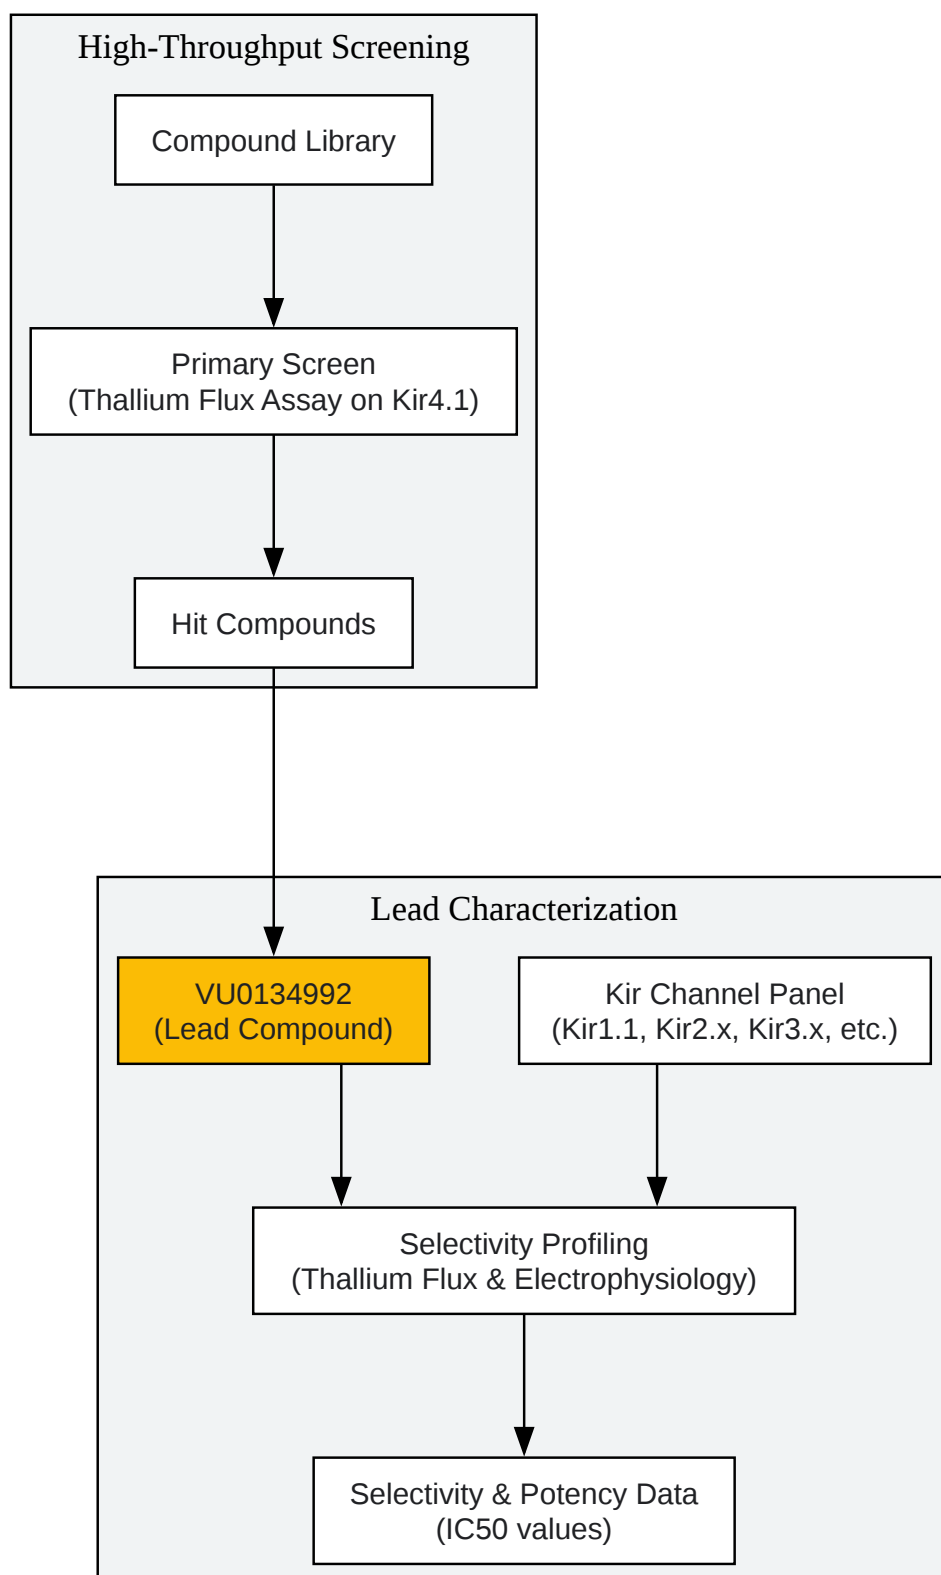 High-Throughput Screening
Compound Library
Primary Screen
(Thallium Flux Assay on Kir4.1)
Hit Compounds
Lead Characterization
VU0134992
(Lead Compound)
Kir Channel Panel
(Kir1.1, Kir2.x, Kir3.x, etc.)
Selectivity Profiling
(Thallium Flux & Electrophysiology)
Selectivity & Potency Data
(IC50 values)